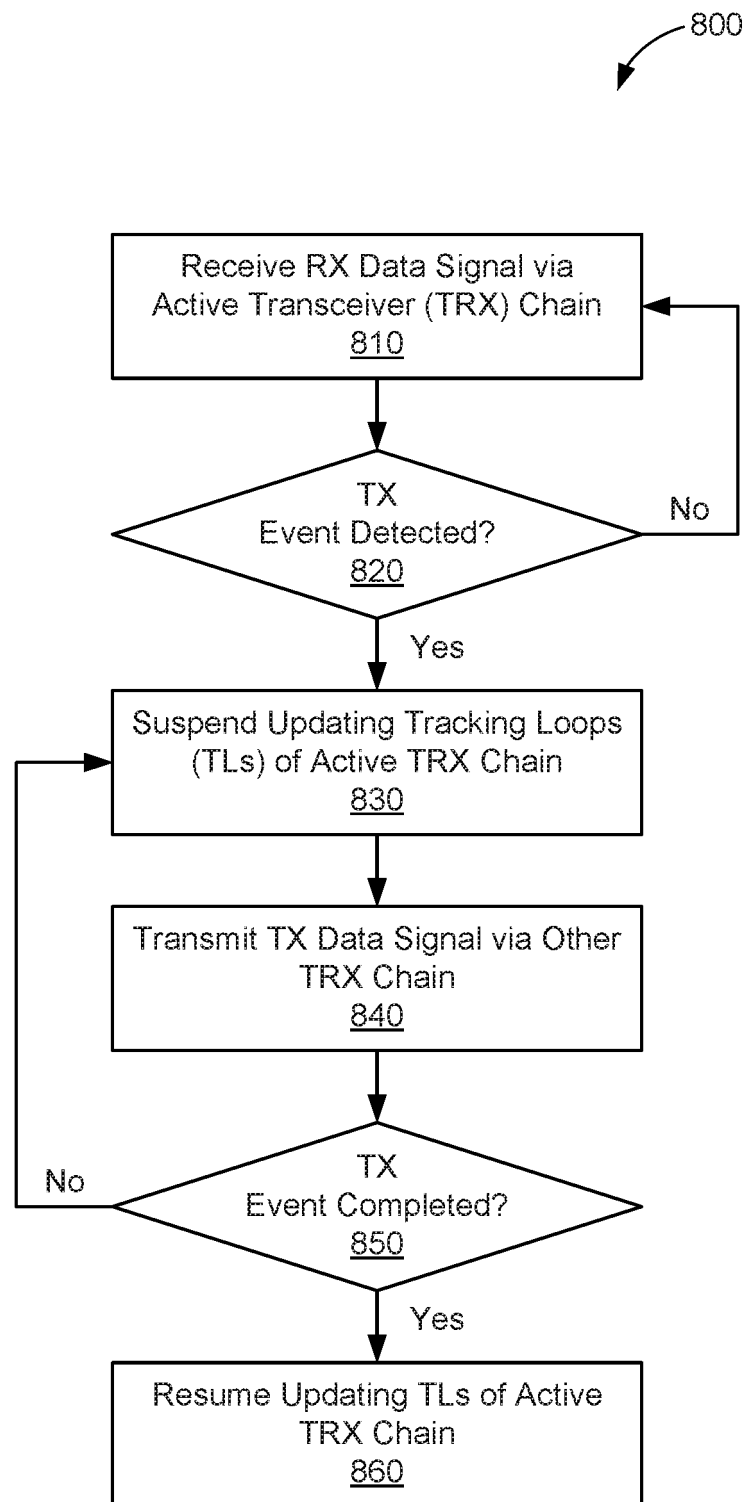 800
Receive RX Data Signal via
Active Transceiver (TRX) Chain
810
TX
Event Detected?
820
No
Yes
Suspend Updating Tracking Loops
(TLs) of Active TRX Chain
830
Transmit TX Data Signal via Other
TRX Chain
840
TX
Event Completed?
850
No
Yes
Resume Updating TLs of Active
TRX Chain
860